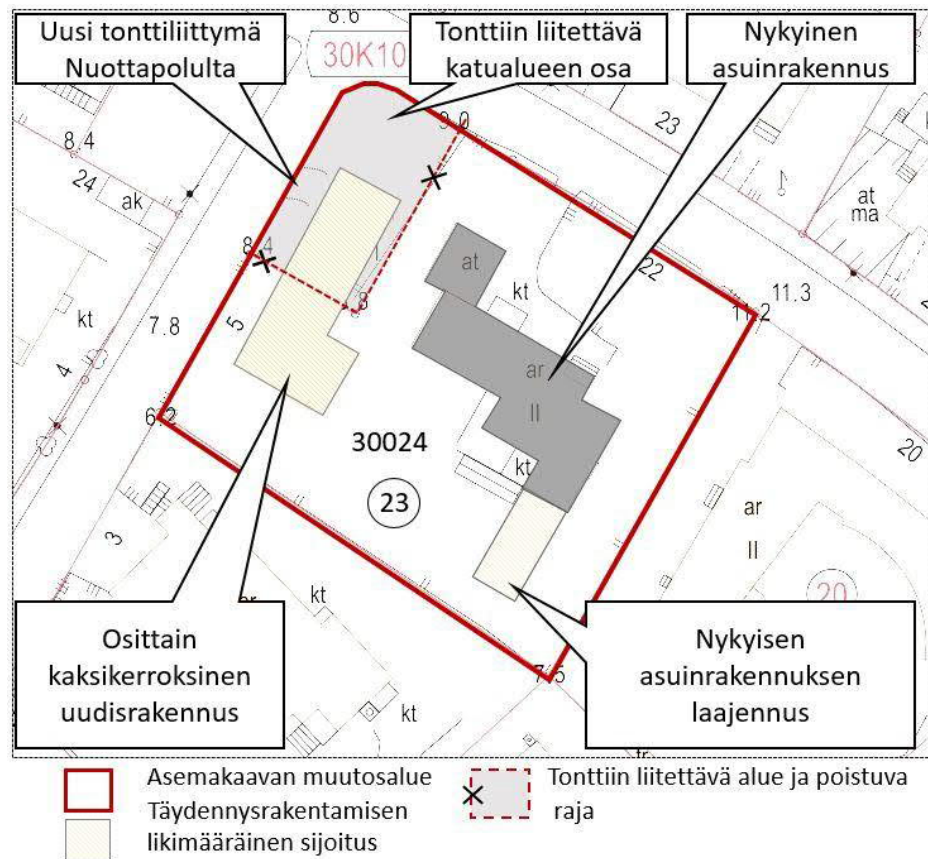 8.6
Uusi tonttiliittymä
Nuottapolulta
30K10
Tonttiin liitettävä
katualueen osa
Nykyinen
asuinrakennus
8.4
24
ak
9.0
23
at
ma
kt
7.8
5
4
8.4
8
at
kt
22
11.2
11.3
ar
II
6.2
30024
23
kt
20
3
ar
II
20
kt
kt
7.5
Osittain
kaksikerroksinen
uudisrakennus
Nykyisen
asuinrakennuksen
laajennus
Asemakaavan muutosalue
Täydennysrakentamisen
likimääräinen sijoitus
Tonttiin liitettävä alue ja poistuva
raja